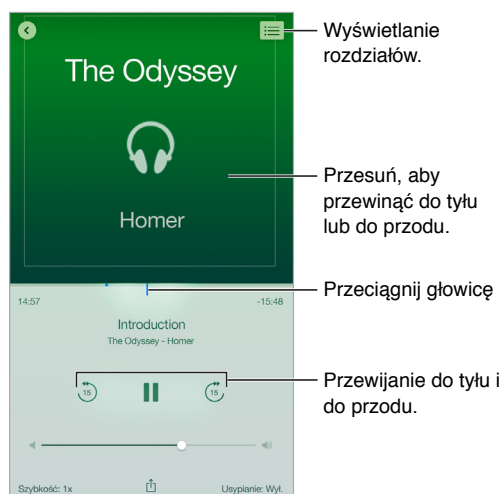 The Odyssey
Homer
14:57
-15:48
Introduction
The Odyssey - Homer
15
15
Szybkość: 1x
Usypianie: Wył.
Wyświetlanie
rozdziałów.
Przesuń, aby
przewinąć do tyłu
lub do przodu.
Przeciągnij głowicę
Przewijanie do tyłu i
do przodu.